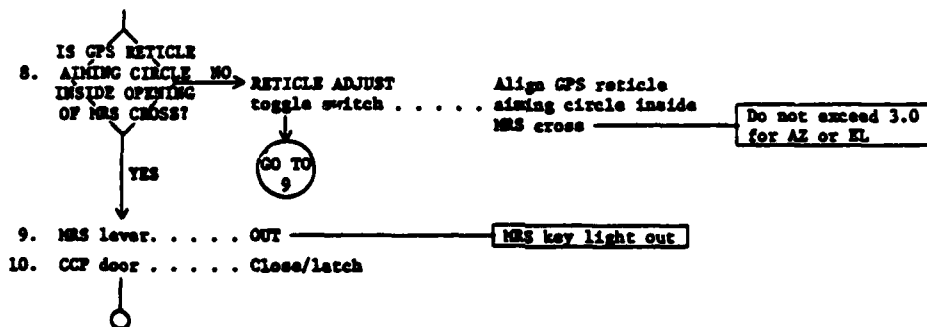 IS GPS RETICLE
8. AIMING CIRCLE
INSIDE OPENING
OF MRS CROSS?
NO
RETICLE ADJUST
toggle switch . . . . . Align GPS reticle
aiming circle inside
MRS cross
Do not exceed 3.0
for AZ or EL
GO TO
9
YES
9. MRS lever. . . . . OUT
MRS key light out
10. CCP door . . . . . Close/latch